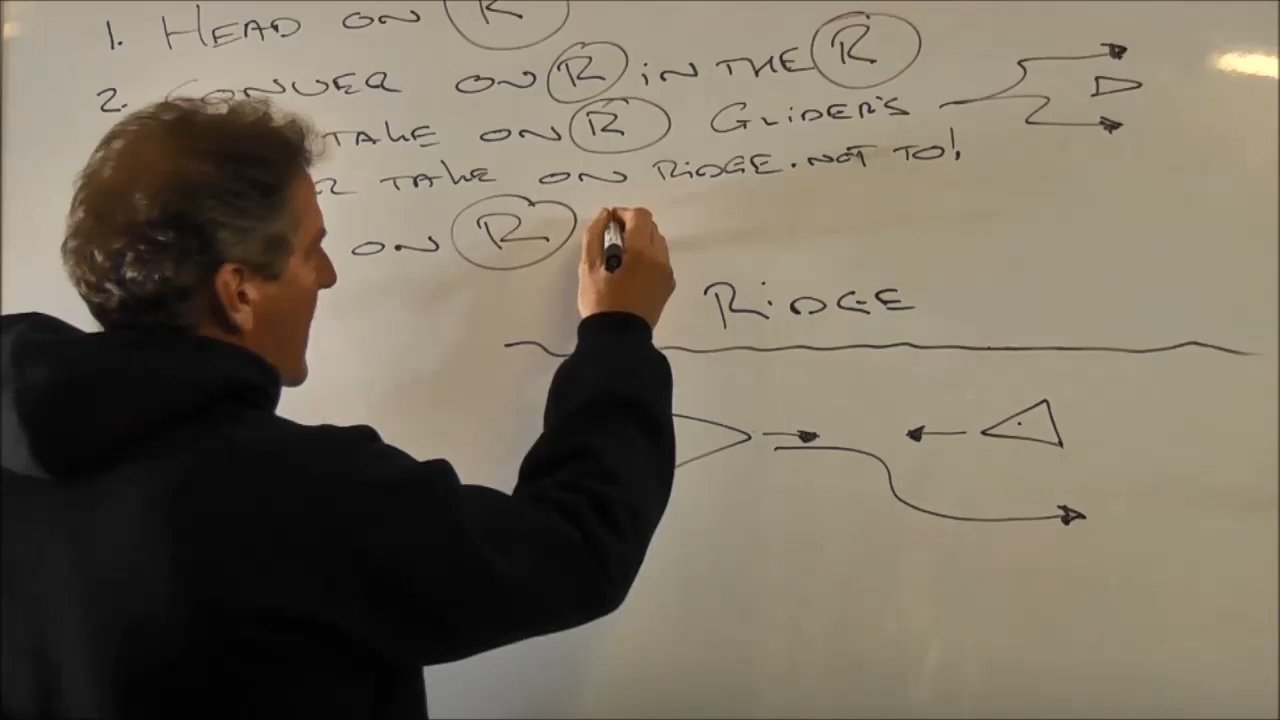 1. HEAD ON R
2. CONVER ON R IN THE R
TAKE ON R GLIDER'S
R TAKE ON RIDGE. NOT TO!
ON R
RIDGE